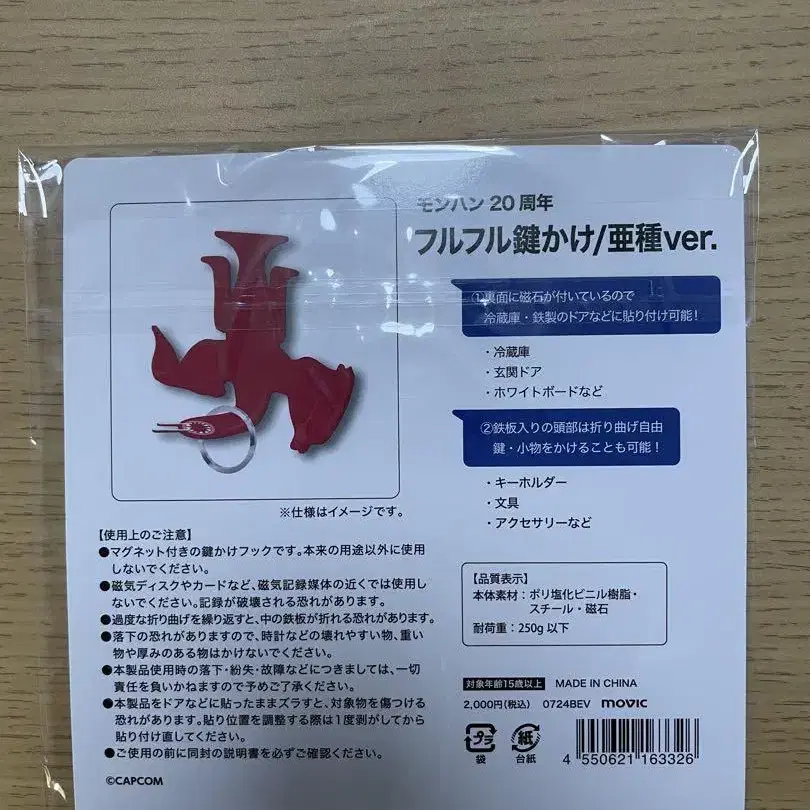 モンハン 20 周年
フルフル鍵かけ/亜種ver.
①裏面に磁石が付いているので
冷蔵庫・鉄製のドアなどに貼り付け可能！
・冷蔵庫
・玄関ドア
・ホワイトボードなど
②鉄板入りの頭部は折り曲げ自由
鍵・小物をかけることも可能！
・キーホルダー
・文具
・アクセサリーなど
※仕様はイメージです。
【使用上のご注意】
●マグネット付きの鍵かけフックです。本来の用途以外に使用
しないでください。
●磁気ディスクやカードなど、磁気記録媒体の近くでは使用し
ないでください。記録が破壊される恐れがあります。
●過度な折り曲げを繰り返すと、中の鉄板が折れる恐れがあります。
●落下の恐れがありますので、時計などの壊れやすい物、重い
物や厚みのある物はかけないでください。
●本製品使用時の落下・紛失・故障などにつきましては、一切
責任を負いかねますので予めご了承ください。
●本製品をドアなどに貼ったままズラすと、対象物を傷つける
恐れがあります。貼り位置を調整する際は1度剥がしてから
貼り付け直してください。
●ご使用の前に同封の説明書を必ずご確認ください。
©CAPCOM
【品質表示】
本体素材：ポリ塩化ビニル樹脂・
スチール・磁石
耐荷重：250g 以下
対象年齢15歳以上 MADE IN CHINA
2,000円(税込) 0724BEV movic
プラ
袋
紙
台紙
4 550621 163326